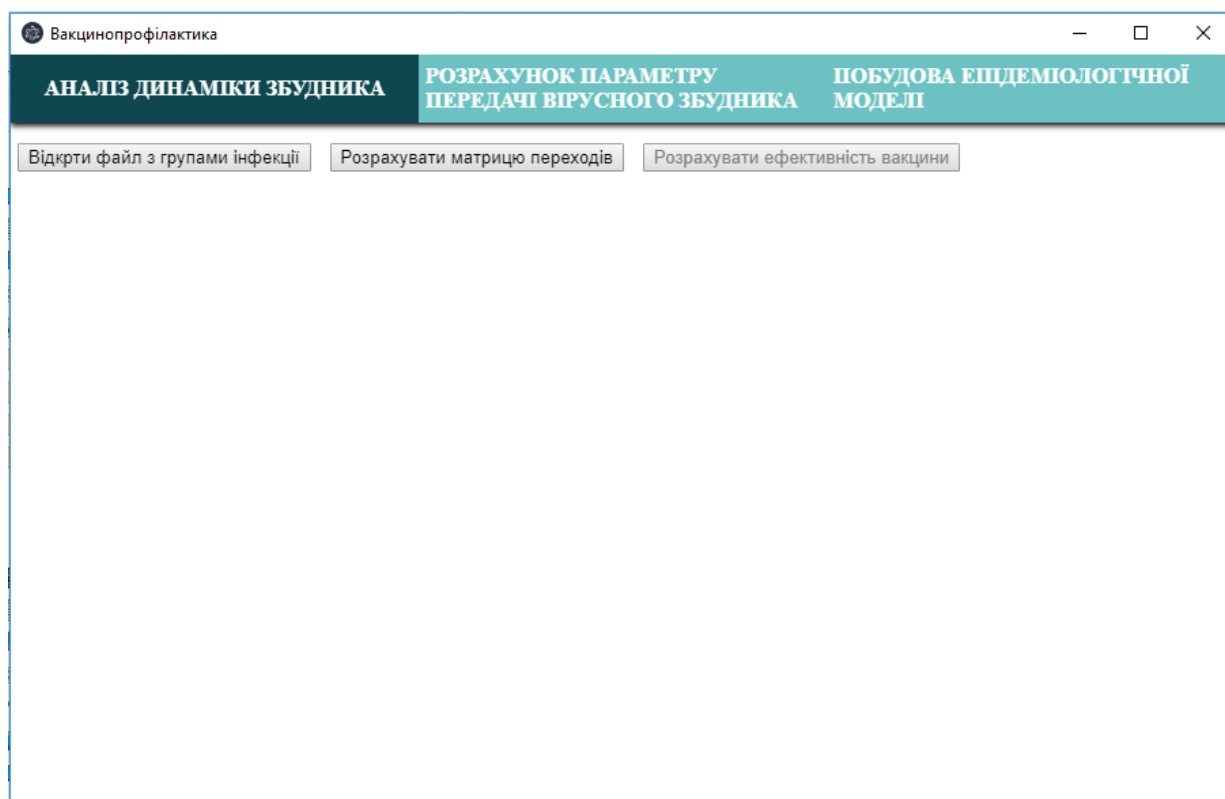 Вакцинопрофілактика
АНАЛІЗ ДИНАМІКИ ЗБУДНИКА
РОЗРАХУНОК ПАРАМЕТРУ
ПЕРЕДАЧІ ВІРУСНОГО ЗБУДНИКА
ПОБУДОВА ЕПІДЕМІОЛОГІЧНОЇ
МОДЕЛІ
Відкрти файл з групами інфекції
Розрахувати матрицю переходів
Розрахувати ефективність вакцини